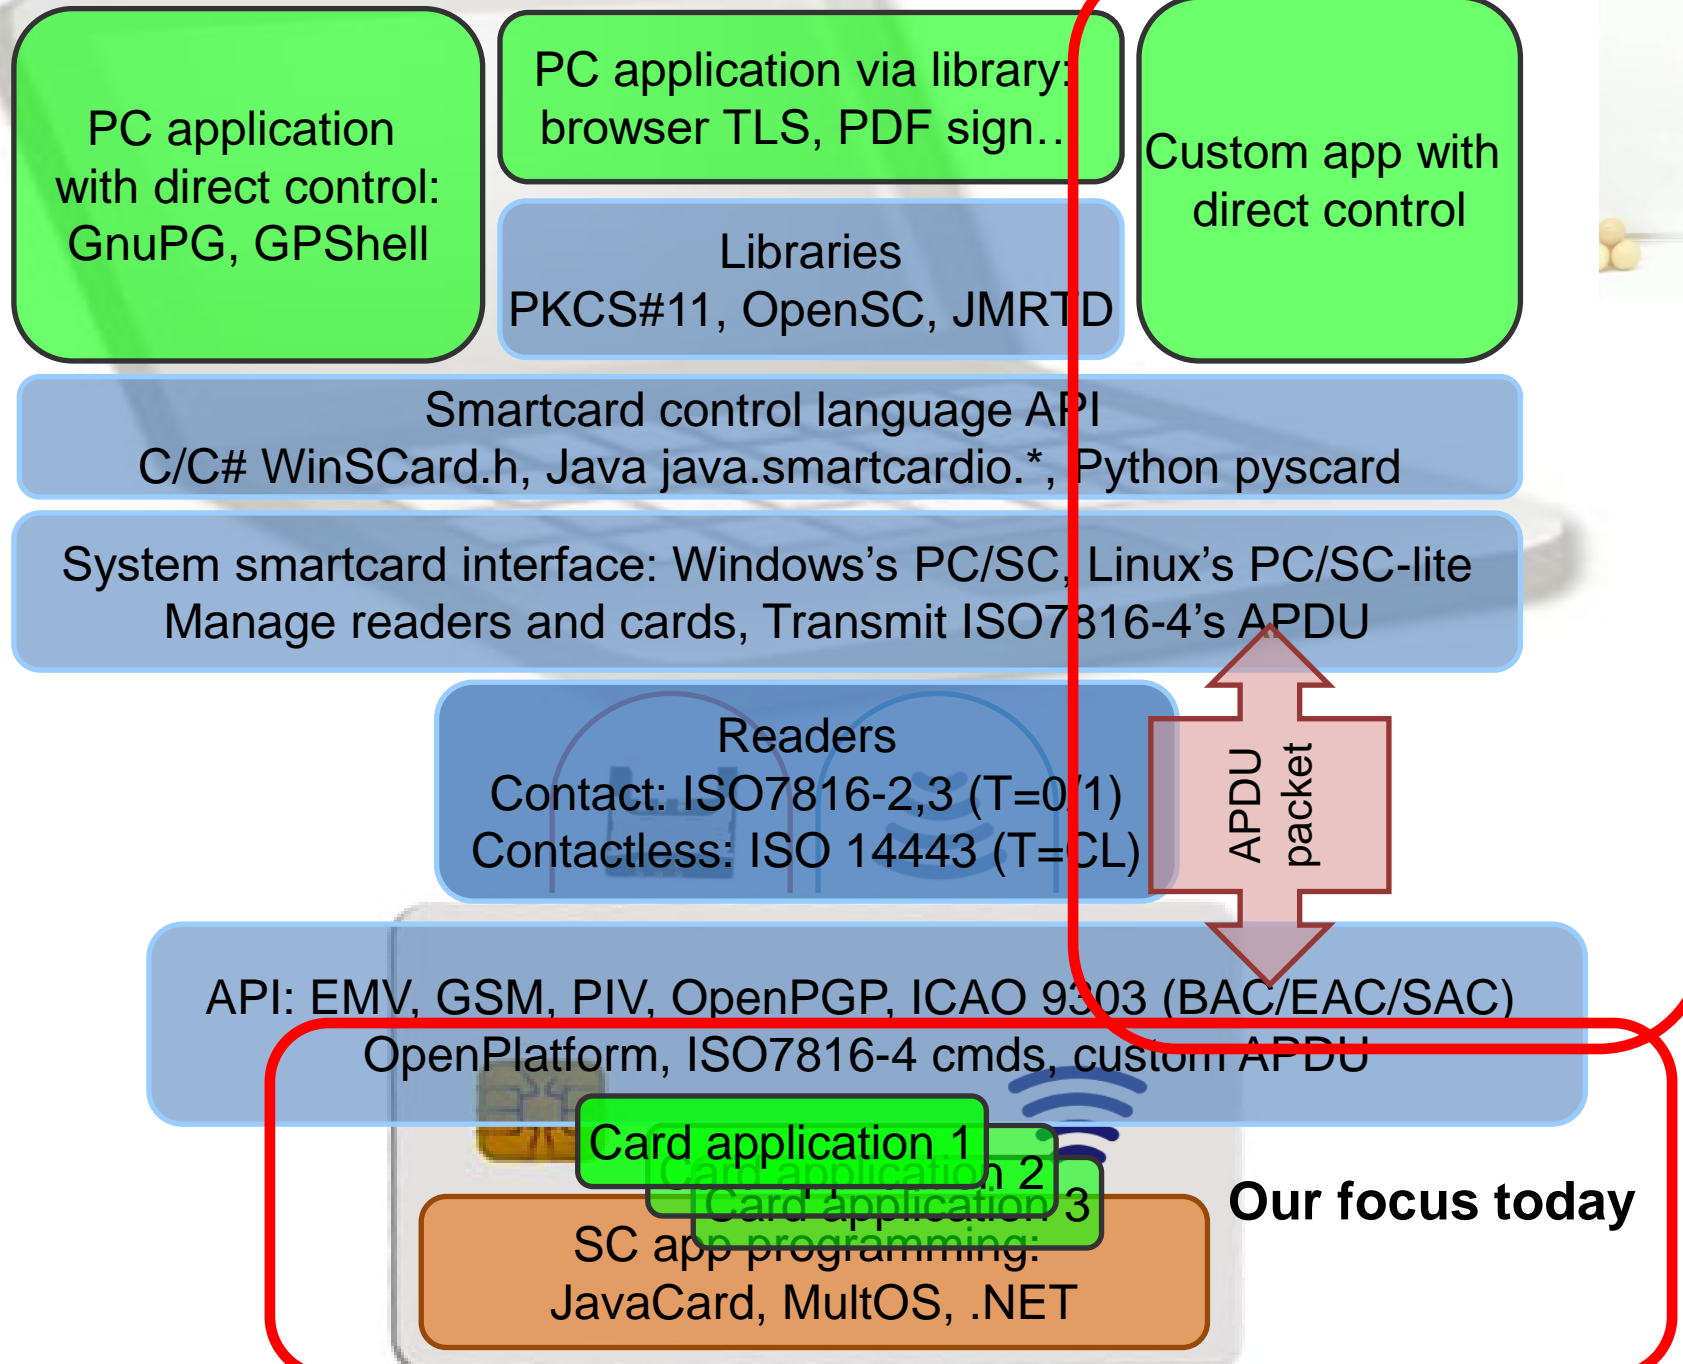 PC application
with direct control:
GnuPG, GPShell
PC application via library:
browser TLS, PDF sign…
Custom app with
direct control
Libraries
PKCS#11, OpenSC, JMRTD
Smartcard control language API
C/C# WinSCard.h, Java java.smartcardio.*, Python pyscard
System smartcard interface: Windows’s PC/SC, Linux’s PC/SC-lite
Manage readers and cards, Transmit ISO7816-4’s APDU
Readers
Contact: ISO7816-2,3 (T=0/1)
Contactless: ISO 14443 (T=CL)
APDU
packet
API: EMV, GSM, PIV, OpenPGP, ICAO 9303 (BAC/EAC/SAC)
OpenPlatform, ISO7816-4 cmds, custom APDU
Card application 1
Card application 2
Card application 3
Our focus today
SC app programming:
JavaCard, MultOS, .NET